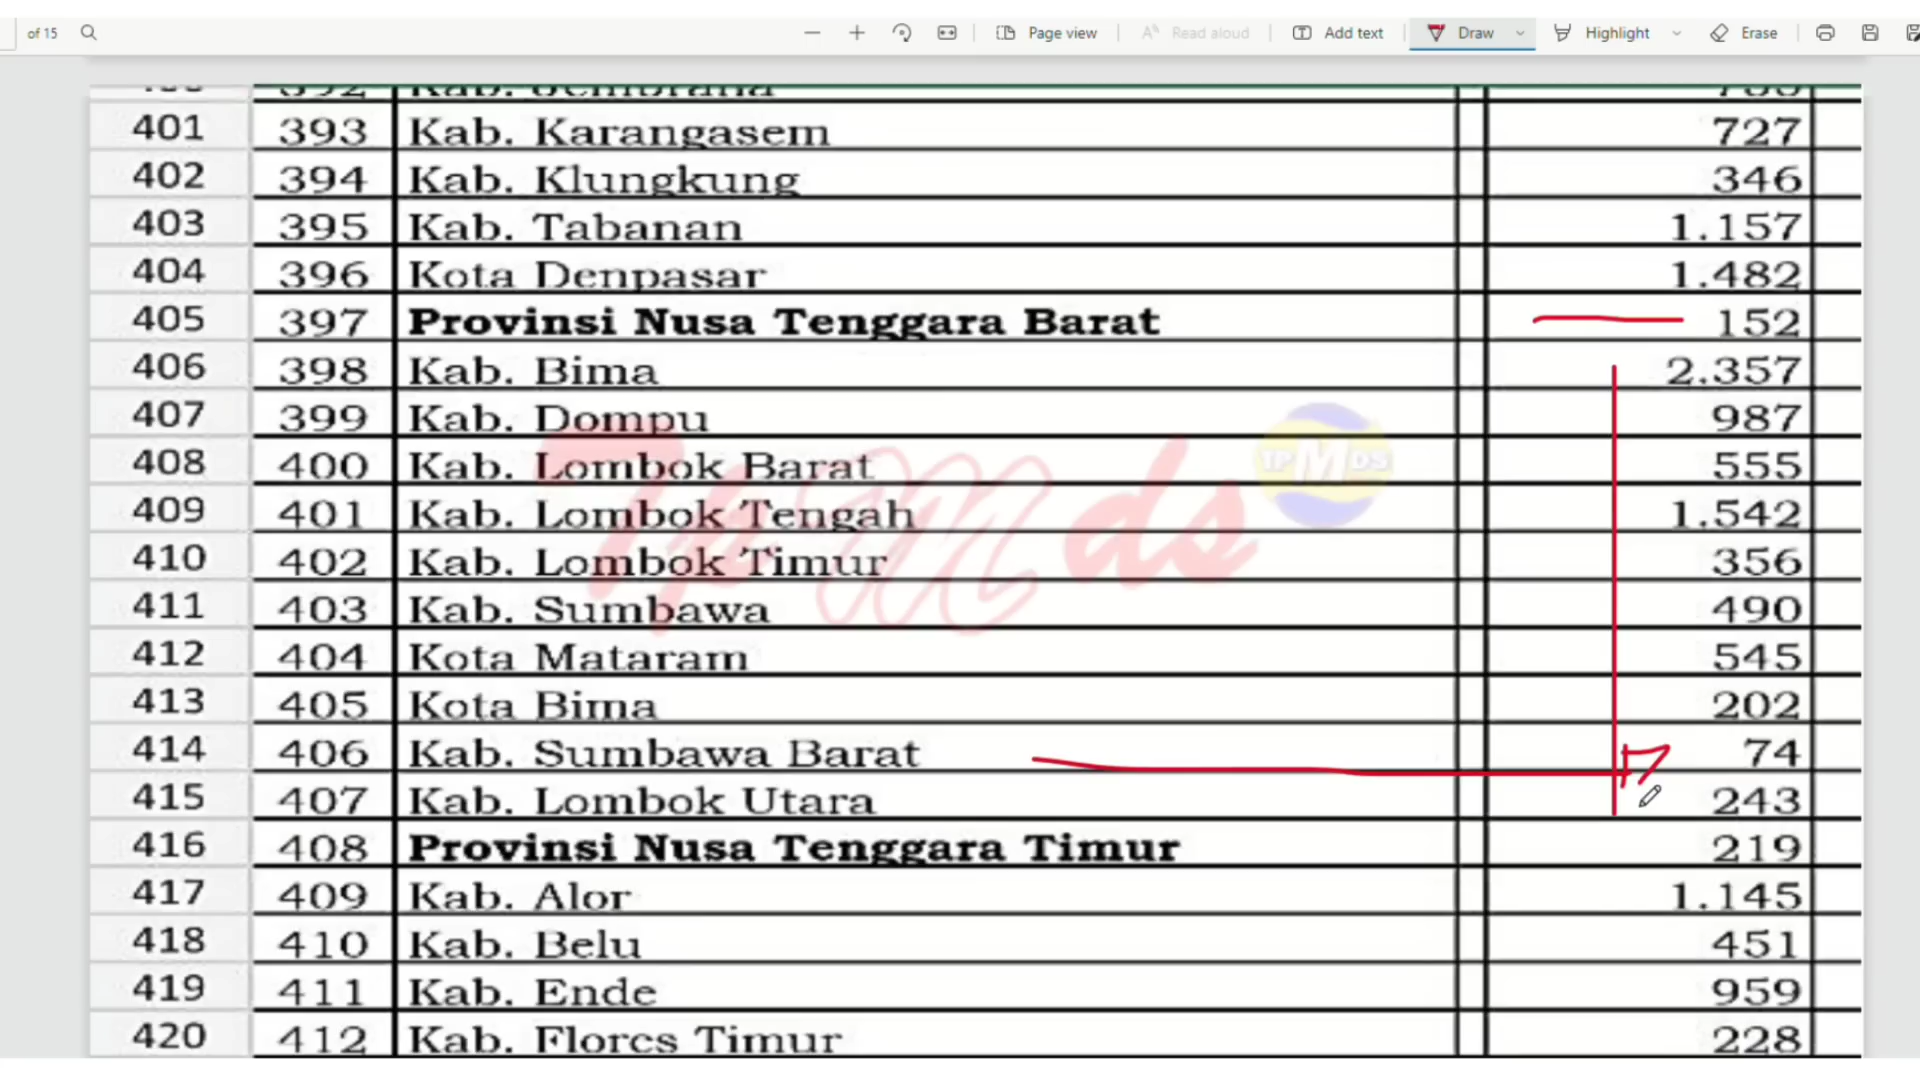 of 15 Page view Read aloud Add text Draw Highlight Erase
392 Kab. Jembrana
401 393 Kab. Karangasem 727
402 394 Kab. Klungkung 346
403 395 Kab. Tabanan 1.157
404 396 Kota Denpasar 1.482
405 397 Provinsi Nusa Tenggara Barat 152
406 398 Kab. Bima 2.357
407 399 Kab. Dompu 987
408 400 Kab. Lombok Barat 555
409 401 Kab. Lombok Tengah 1.542
410 402 Kab. Lombok Timur 356
411 403 Kab. Sumbawa 490
412 404 Kota Mataram 545
413 405 Kota Bima 202
414 406 Kab. Sumbawa Barat 74
415 407 Kab. Lombok Utara 243
416 408 Provinsi Nusa Tenggara Timur 219
417 409 Kab. Alor 1.145
418 410 Kab. Belu 451
419 411 Kab. Ende 959
420 412 Kab. Flores Timur 228
TpMds
TPMDS